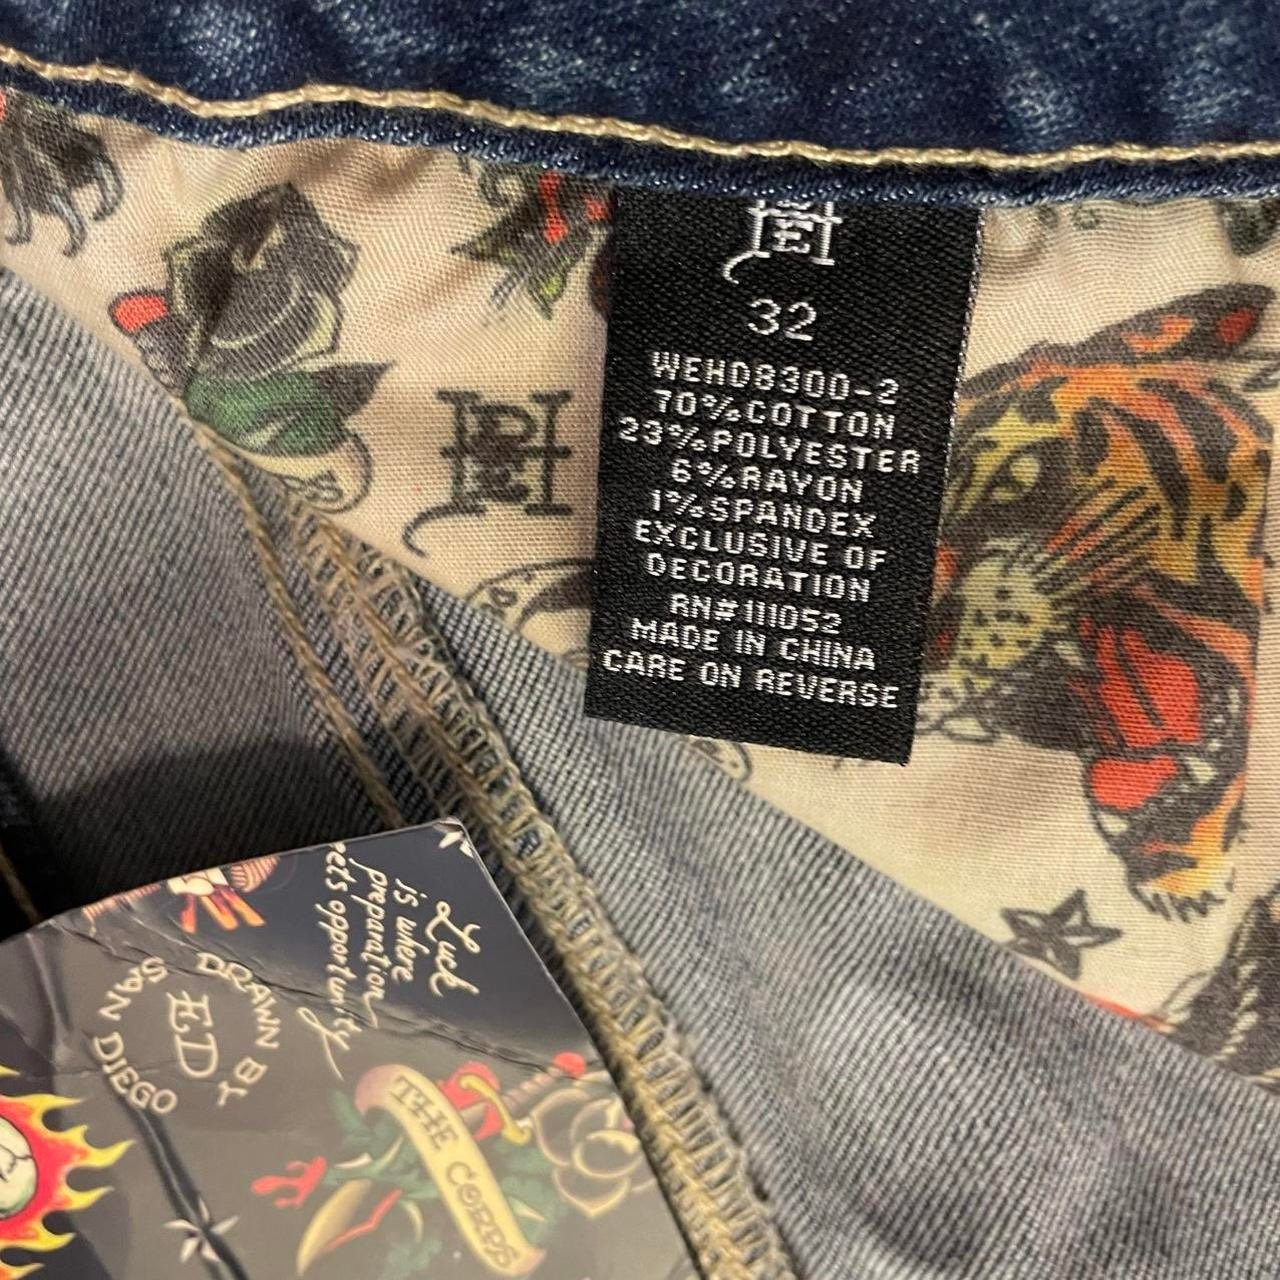 32
WEHD8300-2
70%COTTON
23%POLYESTER
6%RAYON
1%SPANDEX
EXCLUSIVE OF
DECORATION
RN#111052
MADE IN CHINA
CARE ON REVERSE
Luck
is where
preparation
opportunity
DRAWN BY
ED
SAN DIEGO
THE CORPS